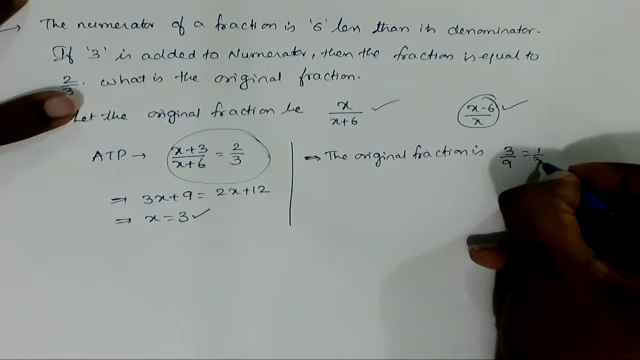 → The numerator of a fraction is '6' less than its denominator.
If '3' is added to Numerator, then the fraction is equal to
2/3. what is the original fraction.
Let the original fraction be x/(x+6) ✓ (x-6)/x ✓
ATP → (x+3)/(x+6) = 2/3
⇒ 3x+9 = 2x+12
⇒ x = 3 ✓
⇒ The original fraction is 3/9 =